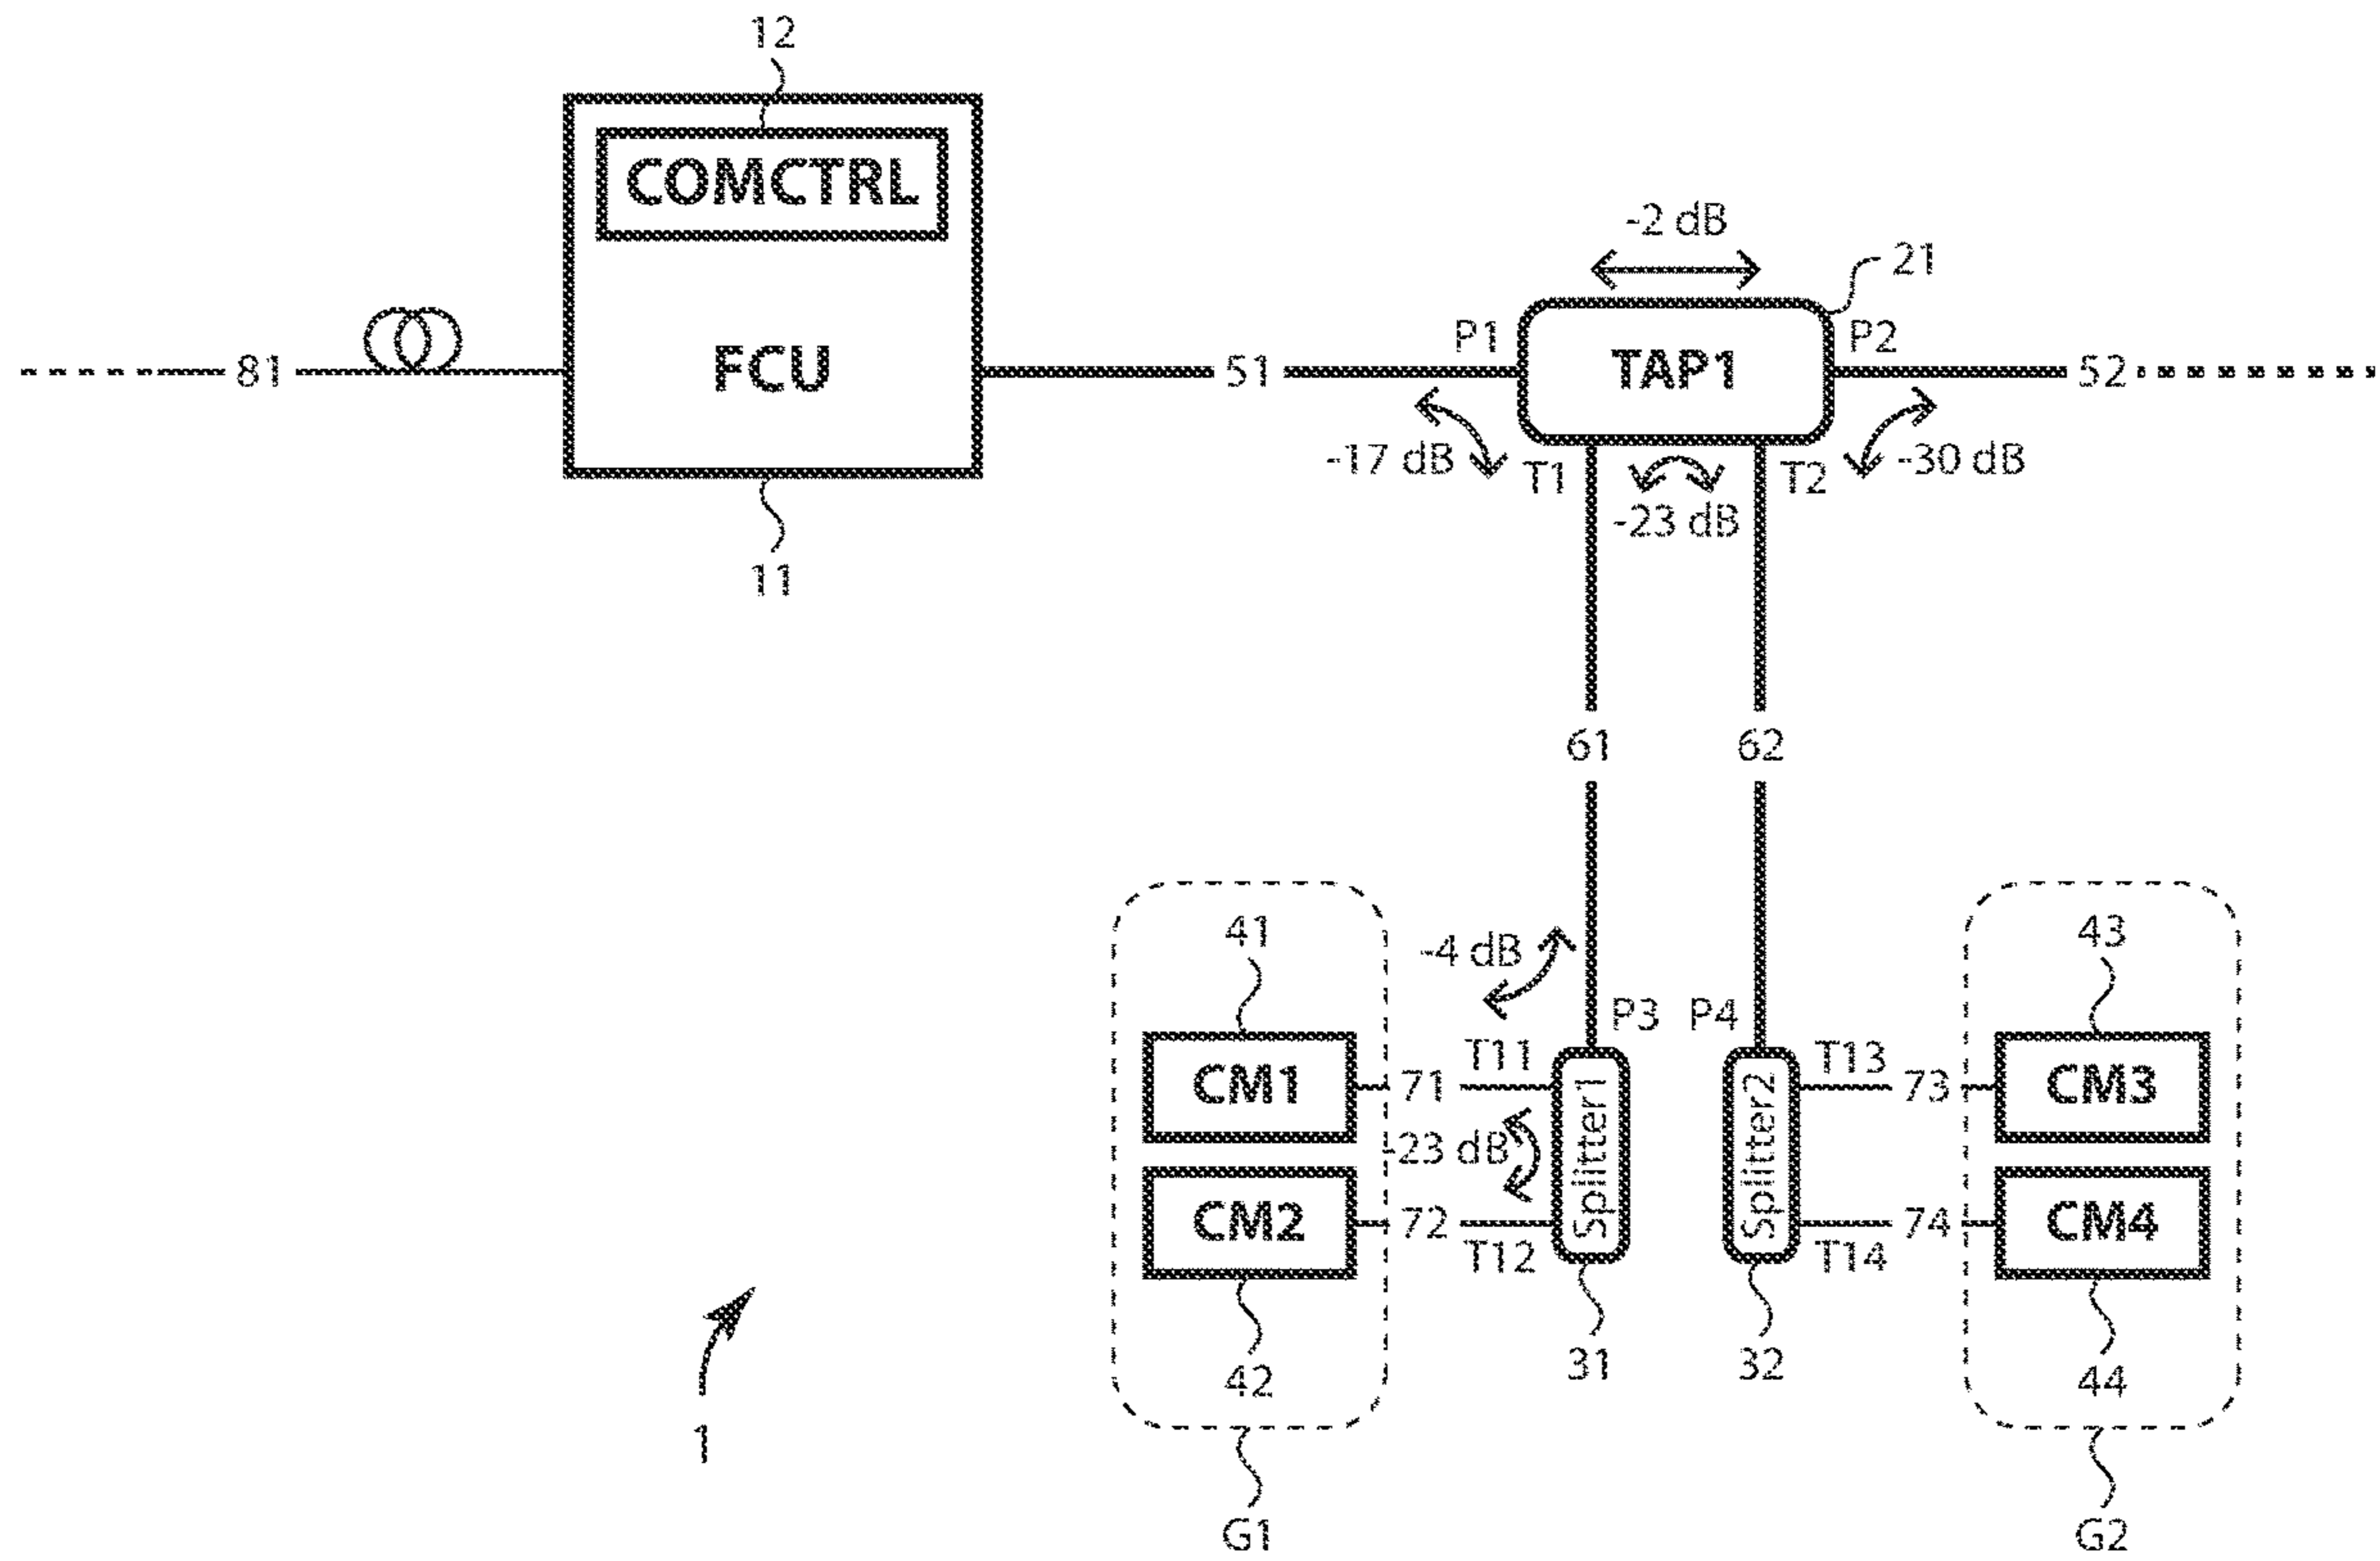 12
COMCTRL
-2 dB
21
81
FCU
51
P1
TAP1
P2
52
-17 dB
T1
-23 dB
T2
-30 dB
11
61
62
41
-4 dB
43
P3
P4
CM1
71
T11
Splitter1
Splitter2
T13
73
CM3
-23 dB
CM2
72
T12
T14
74
CM4
42
31
32
44
1
G1
G2